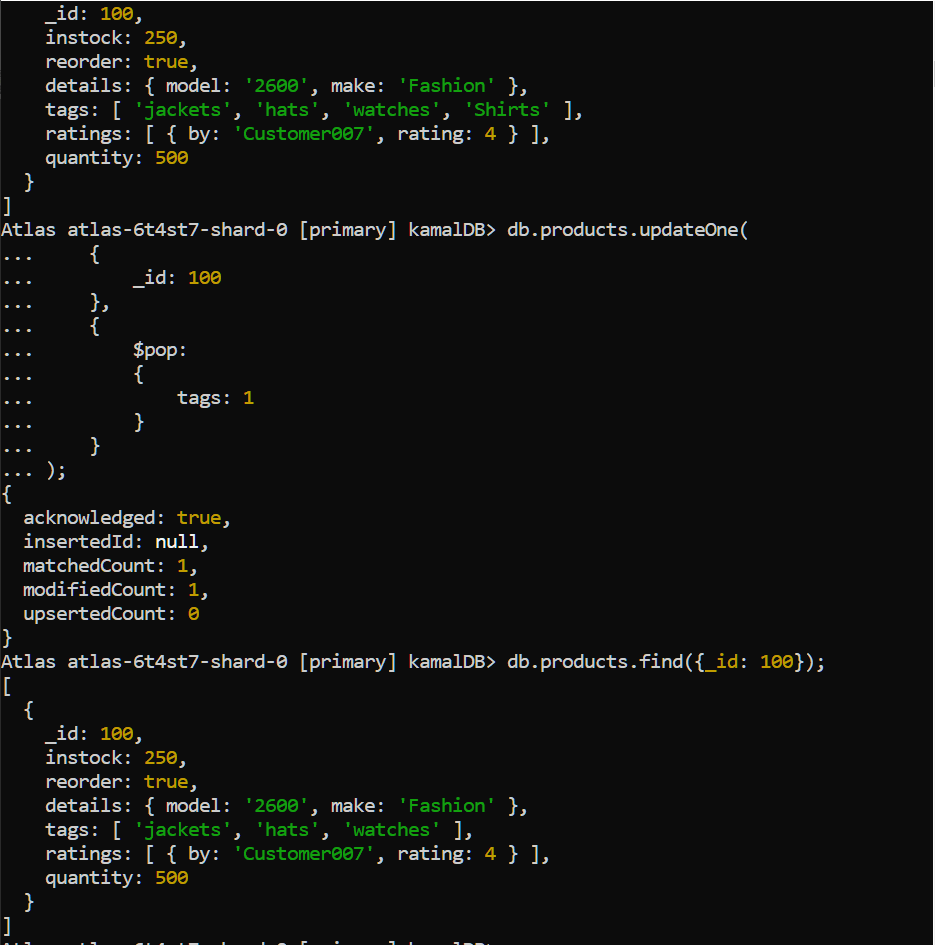 _id: 100,
instock: 250,
reorder: true,
details: { model: '2600', make: 'Fashion' },
tags: [ 'jackets', 'hats', 'watches', 'Shirts' ],
ratings: [ { by: 'Customer007', rating: 4 } ],
quantity: 500
}
]
Atlas atlas-6t4st7-shard-0 [primary] kamalDB> db.products.updateOne(
... {
... _id: 100
... },
... {
... $pop:
... {
... tags: 1
... }
... }
... );
{
acknowledged: true,
insertedId: null,
matchedCount: 1,
modifiedCount: 1,
upsertedCount: 0
}
Atlas atlas-6t4st7-shard-0 [primary] kamalDB> db.products.find({_id: 100});
[
{
_id: 100,
instock: 250,
reorder: true,
details: { model: '2600', make: 'Fashion' },
tags: [ 'jackets', 'hats', 'watches' ],
ratings: [ { by: 'Customer007', rating: 4 } ],
quantity: 500
}
]